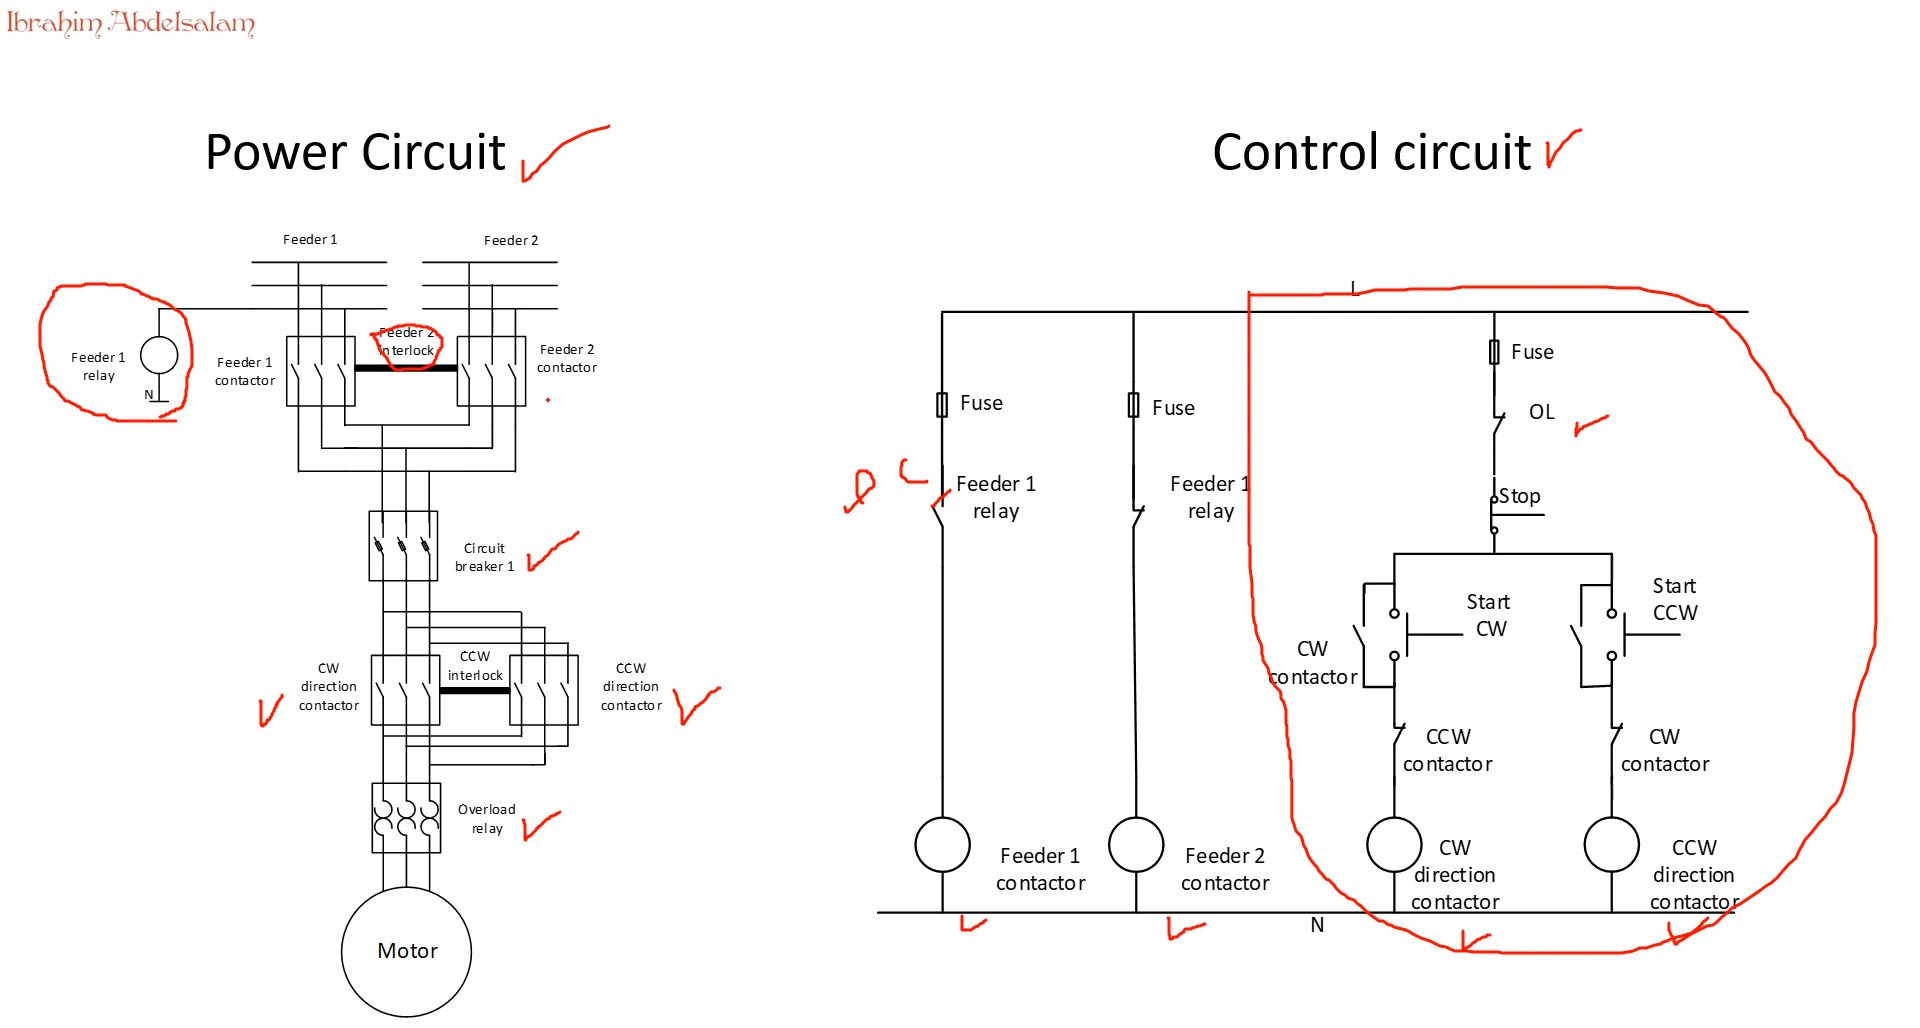 Ibrahim Abdelsalam
Power Circuit
Control circuit
Feeder 1
Feeder 2
Feeder 2
interlock
Feeder 1
relay
N
Feeder 1
contactor
Feeder 2
contactor
Circuit
breaker 1
CW
direction
contactor
CCW
interlock
CCW
direction
contactor
Overload
relay
Motor
L
Fuse
Fuse
Fuse
OL
Feeder 1
relay
Feeder 1
relay
Stop
Start
CW
Start
CCW
CW
contactor
CCW
contactor
CW
contactor
Feeder 1
contactor
Feeder 2
contactor
CW
direction
contactor
CCW
direction
contactor
N